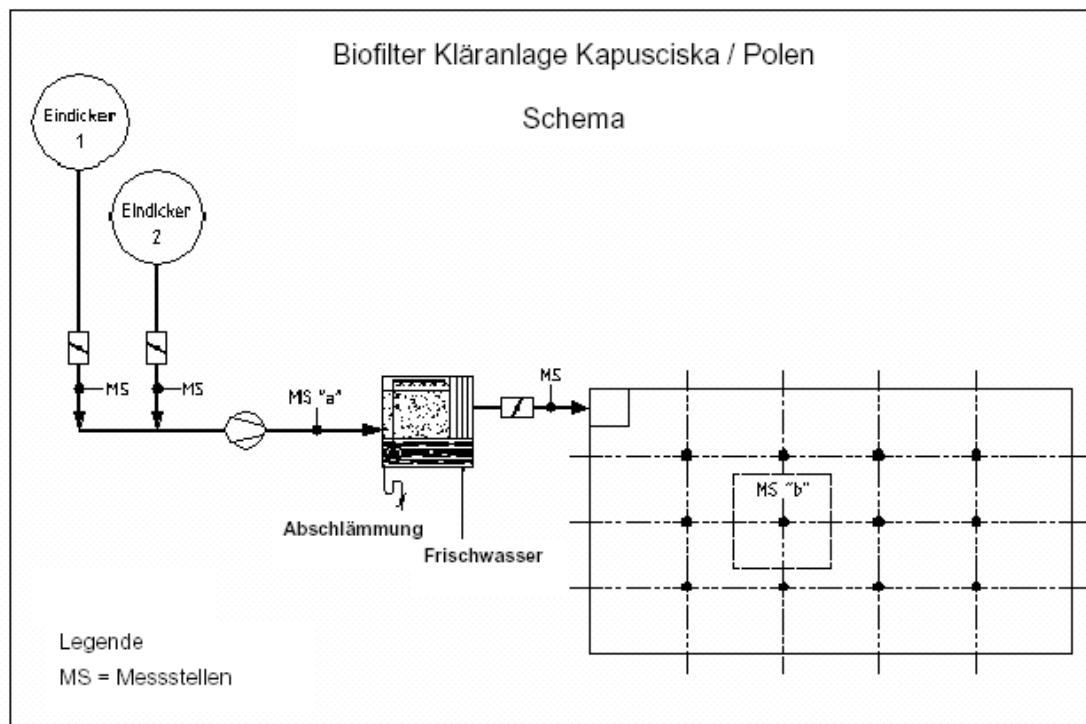 Biofilter Kläranlage Kapusciska / Polen
Schema
Eindicker
1
Eindicker
2
MS
MS
MS "a"
MS
MS "b"
Abschlämmung
Frischwasser
Legende
MS = Messstellen